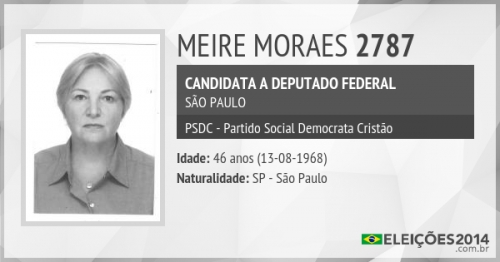 MEIRE MORAES 2787
CANDIDATA A DEPUTADO FEDERAL
SÃO PAULO
PSDC - Partido Social Democrata Cristão
Idade: 46 anos (13-08-1968)
Naturalidade: SP - São Paulo
ELEIÇÕES2014
.com.br